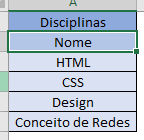 A
Disciplinas
Nome
HTML
CSS
Design
Conceito de Redes